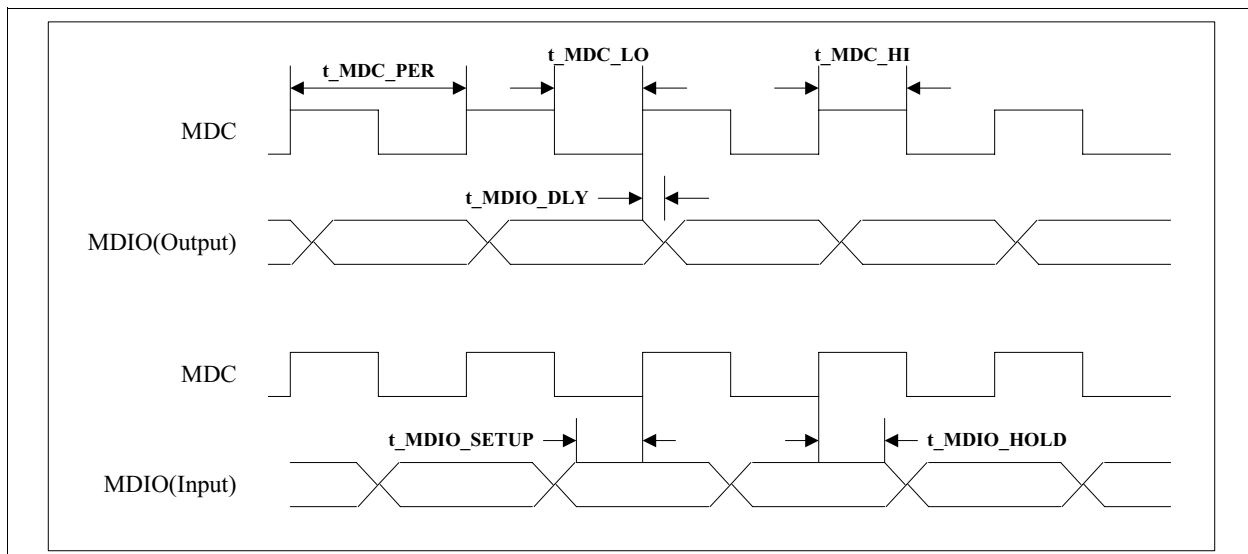 t_MDC_PER
t_MDC_LO
t_MDC_HI
MDC
t_MDIO_DLY
MDIO(Output)
MDC
t_MDIO_SETUP
t_MDIO_HOLD
MDIO(Input)